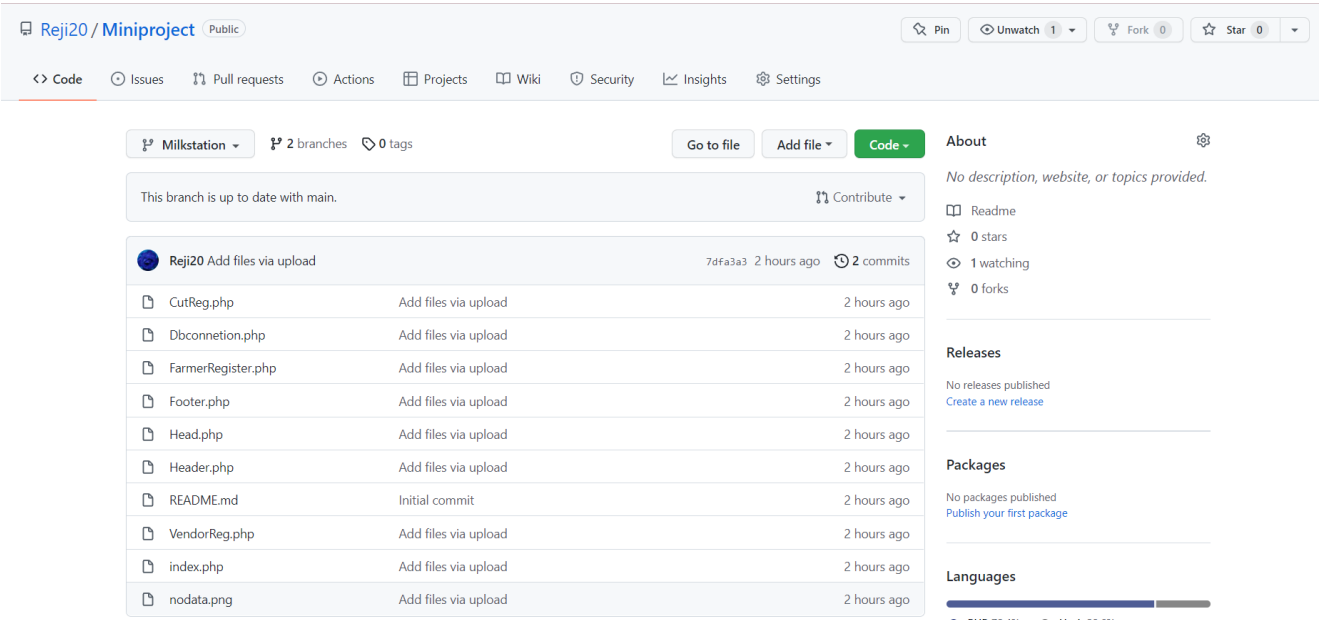 Reji20 / Miniproject Public
Pin Unwatch 1 Fork 0 Star 0
Code Issues Pull requests Actions Projects Wiki Security Insights Settings
Milkstation 2 branches 0 tags Go to file Add file Code
This branch is up to date with main. Contribute
Reji20 Add files via upload 7dfa3a3 2 hours ago 2 commits
CutReg.php Add files via upload 2 hours ago
Dbconnetion.php Add files via upload 2 hours ago
FarmerRegister.php Add files via upload 2 hours ago
Footer.php Add files via upload 2 hours ago
Head.php Add files via upload 2 hours ago
Header.php Add files via upload 2 hours ago
README.md Initial commit 2 hours ago
VendorReg.php Add files via upload 2 hours ago
index.php Add files via upload 2 hours ago
nodata.png Add files via upload 2 hours ago
About
No description, website, or topics provided.
Readme
0 stars
1 watching
0 forks
Releases
No releases published
Create a new release
Packages
No packages published
Publish your first package
Languages